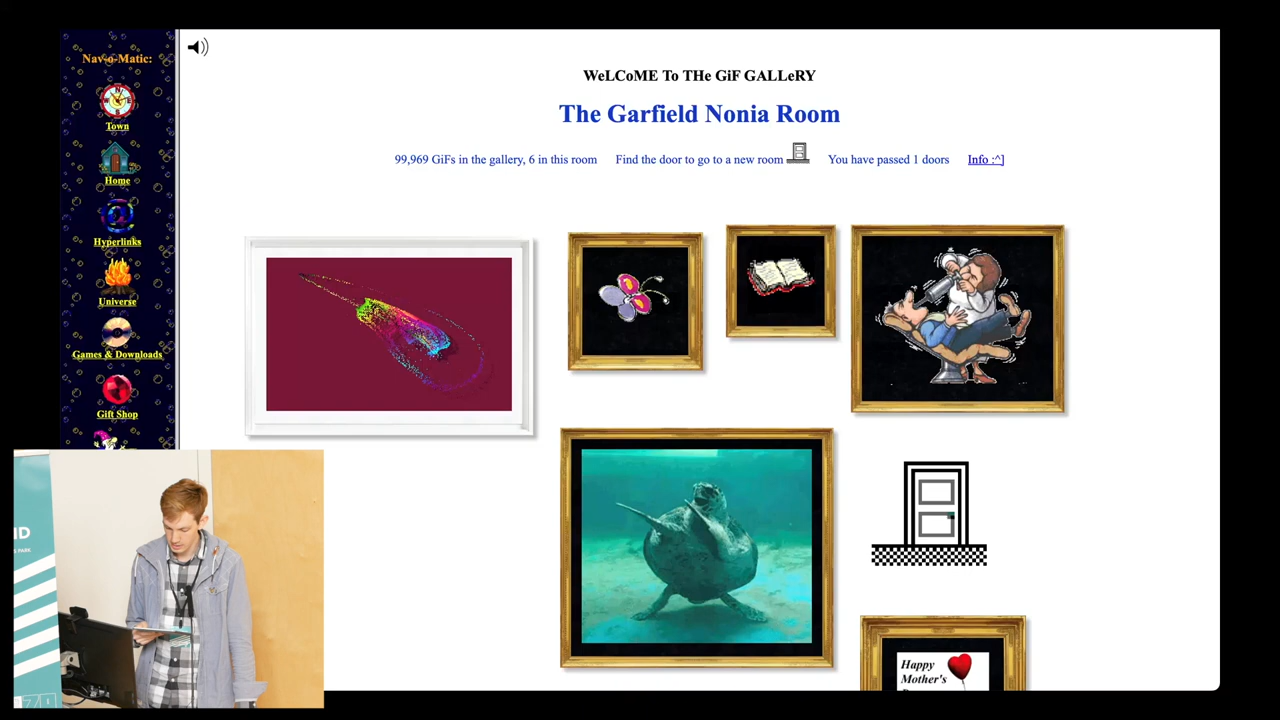 Nav-o-Matic:
Town
Home
Hyperlinks
Universe
Games & Downloads
Gift Shop
WeLCoME To THe GiF GALLeRY
The Garfield Nonia Room
99,969 GiFs in the gallery, 6 in this room Find the door to go to a new room You have passed 1 doors Info :^]
Happy
Mother's